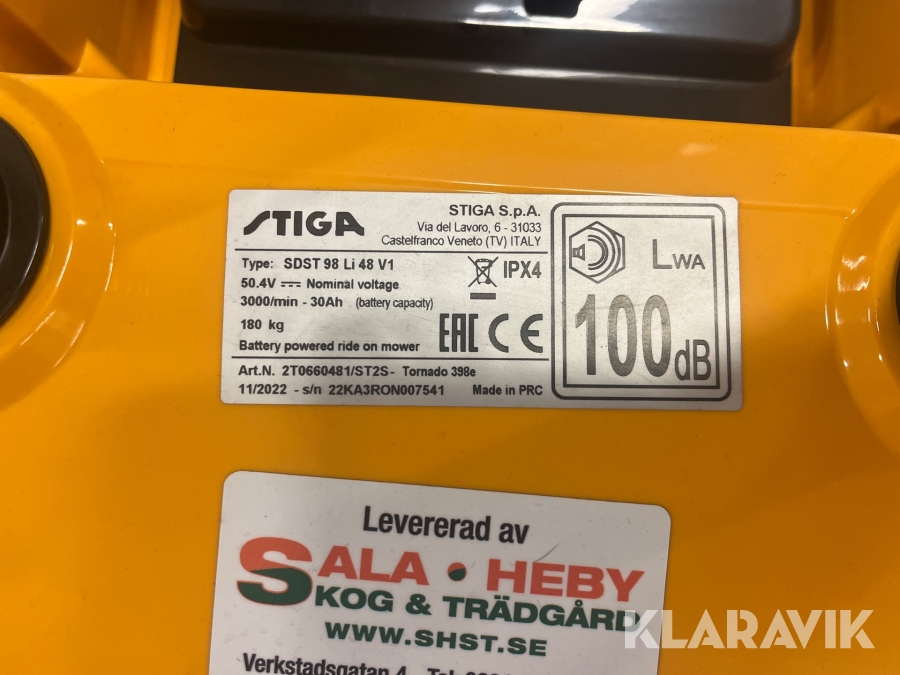 STIGA
STIGA S.p.A.
Via del Lavoro, 6 - 31033
Castelfranco Veneto (TV) ITALY
Type: SDST 98 Li 48 V1
50.4V Nominal voltage
3000/min - 30Ah (battery capacity)
180 kg
Battery powered ride on mower
IPX4
EAC CE
Art.N. 2T0660481/ST2S - Tornado 398e
11/2022 - s/n 22KA3RON007541 Made in PRC
LWA
100dB
Levererad av
SALA • HEBY
SKOG & TRÄDGÅRD
WWW.SHST.SE
Verkstadsgatan 4
KLARAVIK